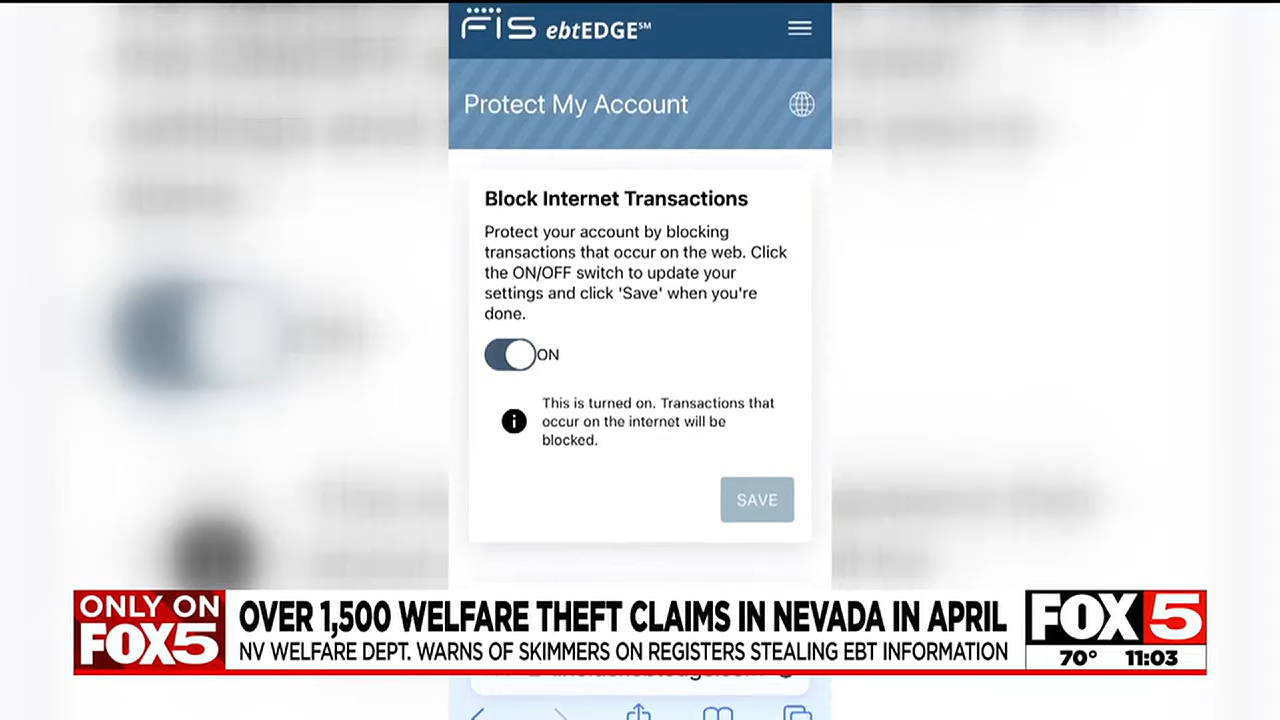 FIS ebtEDGE℠
Protect My Account
Block Internet Transactions
Protect your account by blocking
transactions that occur on the web. Click
the ON/OFF switch to update your
settings and click 'Save' when you're
done.
ON
This is turned on. Transactions that
occur on the internet will be
blocked.
SAVE
ONLY ON
FOX5
OVER 1,500 WELFARE THEFT CLAIMS IN NEVADA IN APRIL
NV WELFARE DEPT. WARNS OF SKIMMERS ON REGISTERS STEALING EBT INFORMATION
FOX 5
70° 11:03